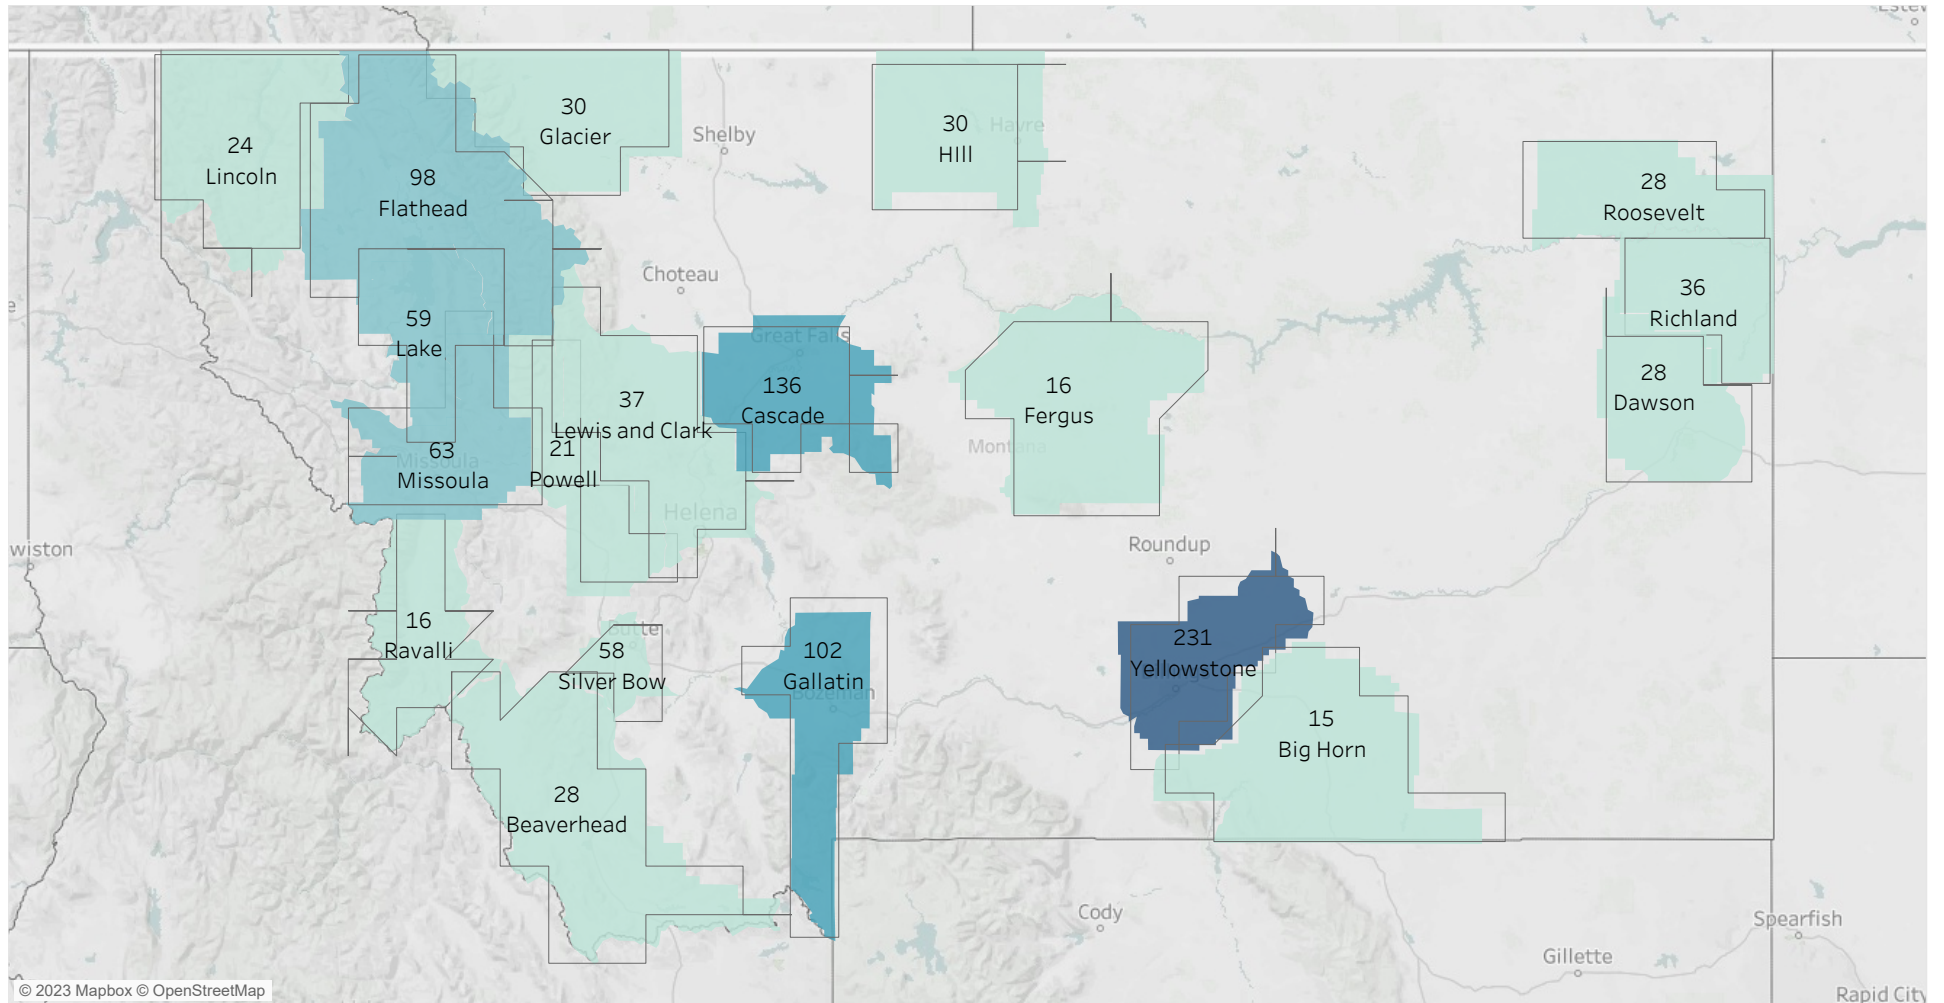 Estev
30
Glacier
30
HIll
Havre
Shelby
24
Lincoln
98
Flathead
28
Roosevelt
Choteau
36
Richland
59
Lake
Great Falls
136
Cascade
16
Fergus
28
Dawson
37
Lewis and Clark
Montana
63
Missoula
Missoula
21
Powell
Helena
wiston
Roundup
16
Ravalli
Butte
58
Silver Bow
102
Gallatin
Bozeman
231
Yellowstone
15
Big Horn
28
Beaverhead
Cody
Spearfish
Gillette
Rapid City
© 2023 Mapbox © OpenStreetMap